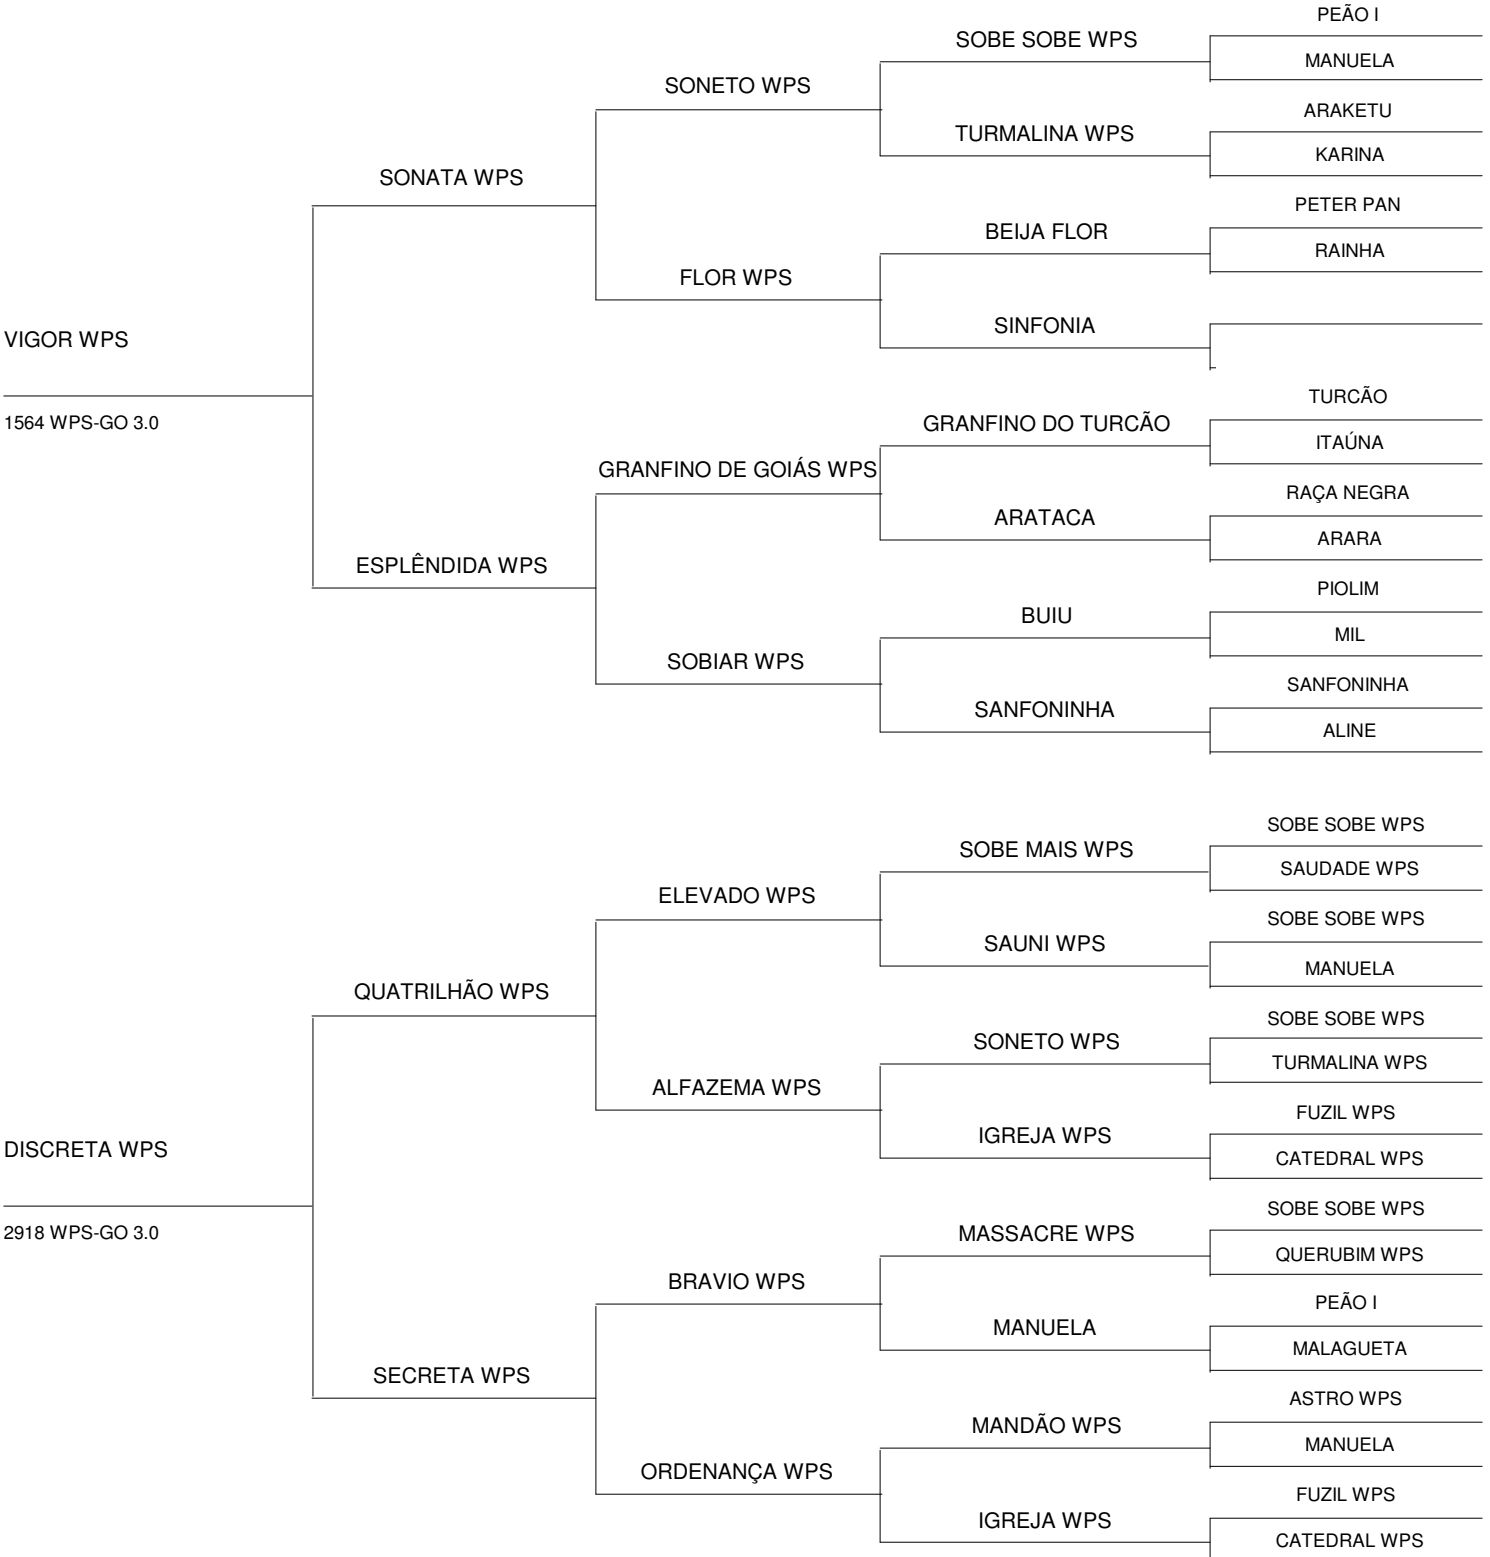 PEÃO I
SOBE SOBE WPS
MANUELA
SONETO WPS
ARAKETU
TURMALINA WPS
KARINA
SONATA WPS
PETER PAN
BEIJA FLOR
RAINHA
FLOR WPS
SINFONIA
VIGOR WPS
TURCÃO
1564 WPS-GO 3.0
GRANFINO DO TURCÃO
ITAÚNA
GRANFINO DE GOIÁS WPS
RAÇA NEGRA
ARATACA
ARARA
ESPLÊNDIDA WPS
PIOLIM
BUIU
MIL
SOBIAR WPS
SANFONINHA
SANFONINHA
ALINE
SOBE SOBE WPS
SOBE MAIS WPS
SAUDADE WPS
ELEVADO WPS
SOBE SOBE WPS
SAUNI WPS
MANUELA
QUATRILHÃO WPS
SOBE SOBE WPS
SONETO WPS
TURMALINA WPS
ALFAZEMA WPS
FUZIL WPS
IGREJA WPS
DISCRETA WPS
CATEDRAL WPS
SOBE SOBE WPS
2918 WPS-GO 3.0
MASSACRE WPS
QUERUBIM WPS
BRAVIO WPS
PEÃO I
MANUELA
MALAGUETA
SECRETA WPS
ASTRO WPS
MANDÃO WPS
MANUELA
ORDENANÇA WPS
FUZIL WPS
IGREJA WPS
CATEDRAL WPS